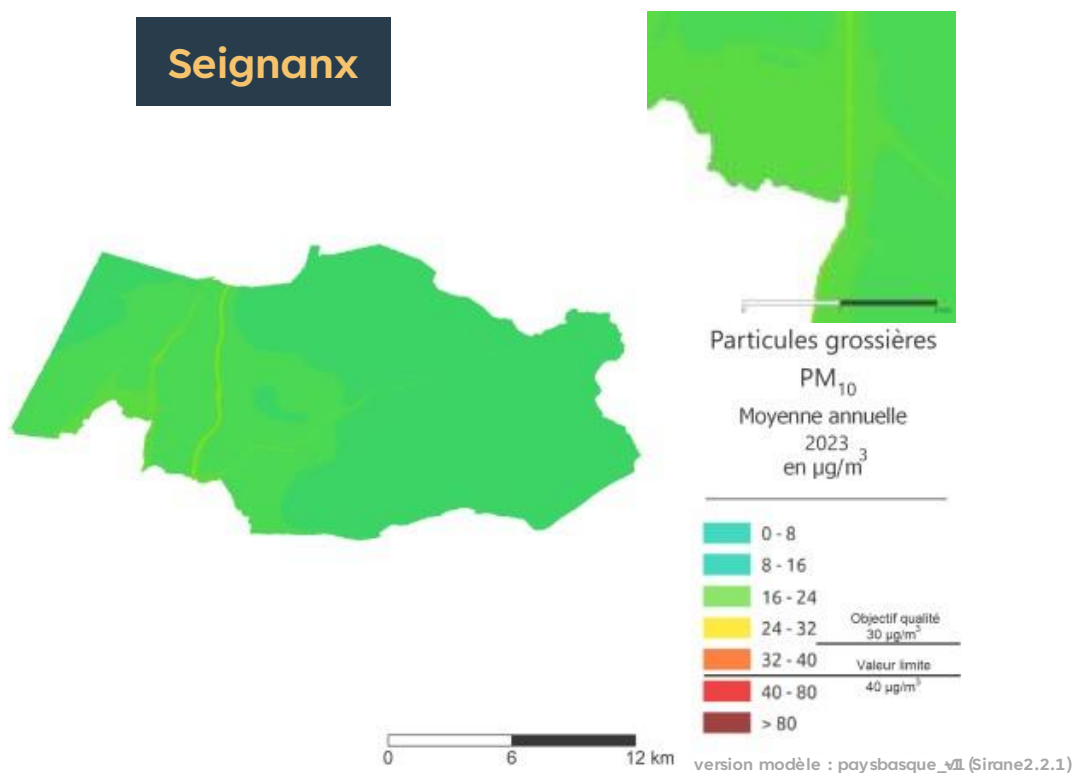 Seignanx
Particules grossières
PM10
Moyenne annuelle
2023
en µg/m3
0 - 8
8 - 16
16 - 24
24 - 32
Objectif qualité
30 µg/m3
32 - 40
Valeur limite
40 µg/m3
40 - 80
> 80
0 6 12 km
version modèle : paysbasque_v1 (Sirane2.2.1)